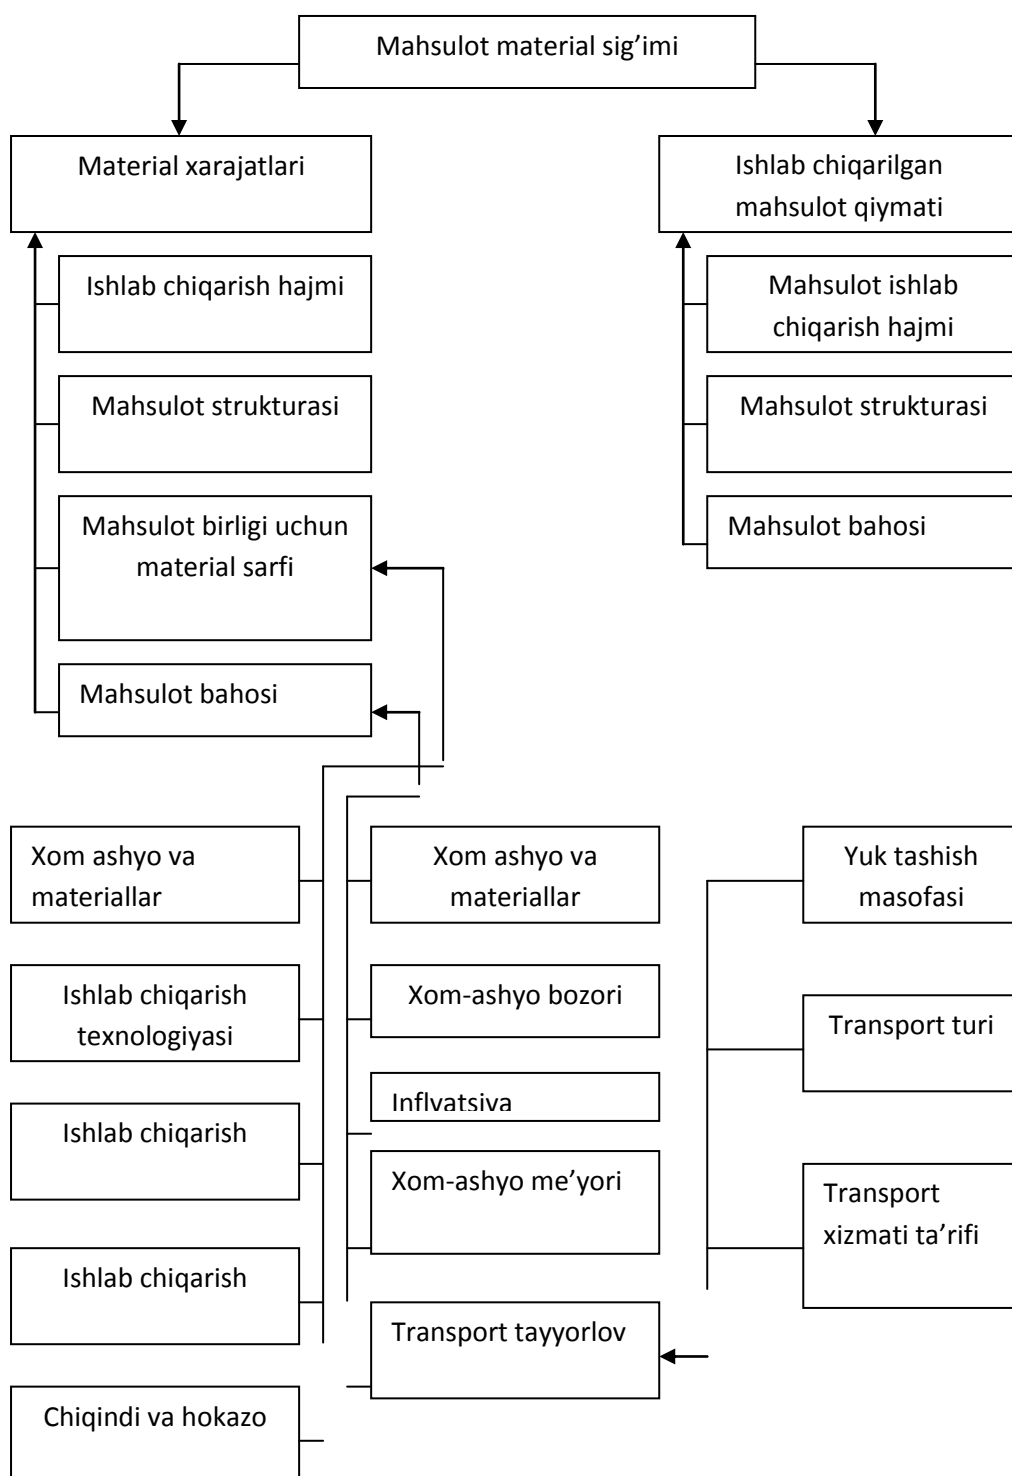 Mahsulot material sig’imi
Material xarajatlari
Ishlab chiqarilgan
mahsulot qiymati
Ishlab chiqarish hajmi
Mahsulot ishlab
chiqarish hajmi
Mahsulot strukturasi
Mahsulot strukturasi
Mahsulot birligi uchun
material sarfi
Mahsulot bahosi
Mahsulot bahosi
Xom ashyo va
materiallar
Xom ashyo va
materiallar
Yuk tashish
masofasi
Ishlab chiqarish
texnologiyasi
Xom-ashyo bozori
Transport turi
Inflyatsiya
Ishlab chiqarish
Xom-ashyo me’yori
Transport
xizmati ta’rifi
Ishlab chiqarish
Transport tayyorlov
Chiqindi va hokazo